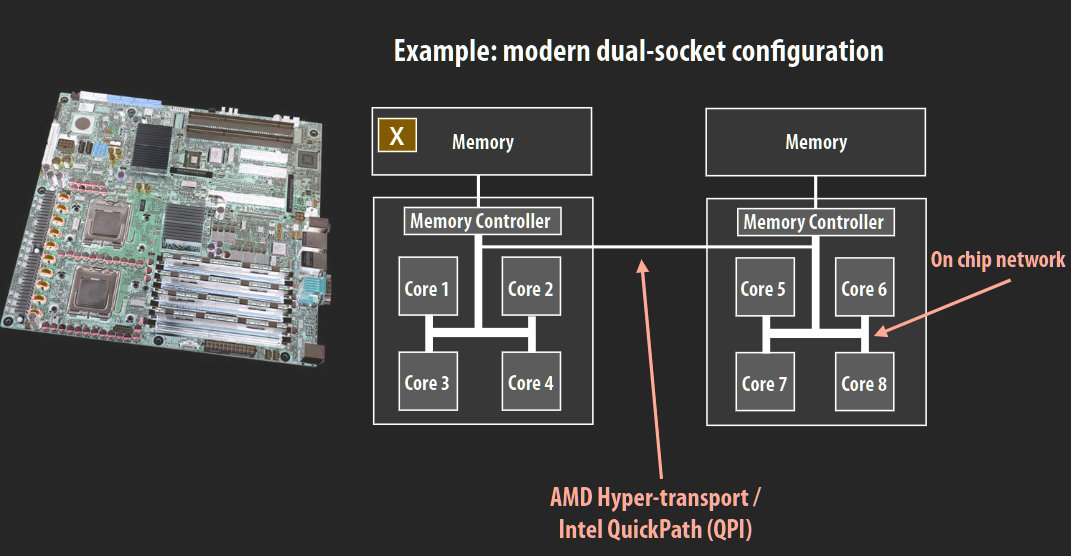 Example: modern dual-socket configuration
X
Memory
Memory
Memory Controller
Memory Controller
On chip network
Core 1
Core 2
Core 5
Core 6
Core 3
Core 4
Core 7
Core 8
AMD Hyper-transport /
Intel QuickPath (QPI)